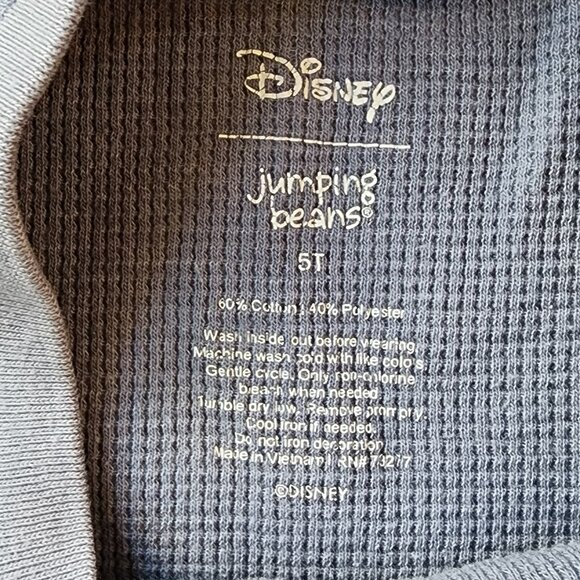 Disney
jumping
beans®
5T
60% Cotton 40% Polyester
Wash inside out before wearing.
Machine wash cold with like colors.
Gentle cycle. Only non-chlorine
bleach when needed.
Tumble dry low. Remove promptly.
Cool iron if needed.
Do not iron decoration.
Made in Vietnam RN# 73277
©DISNEY